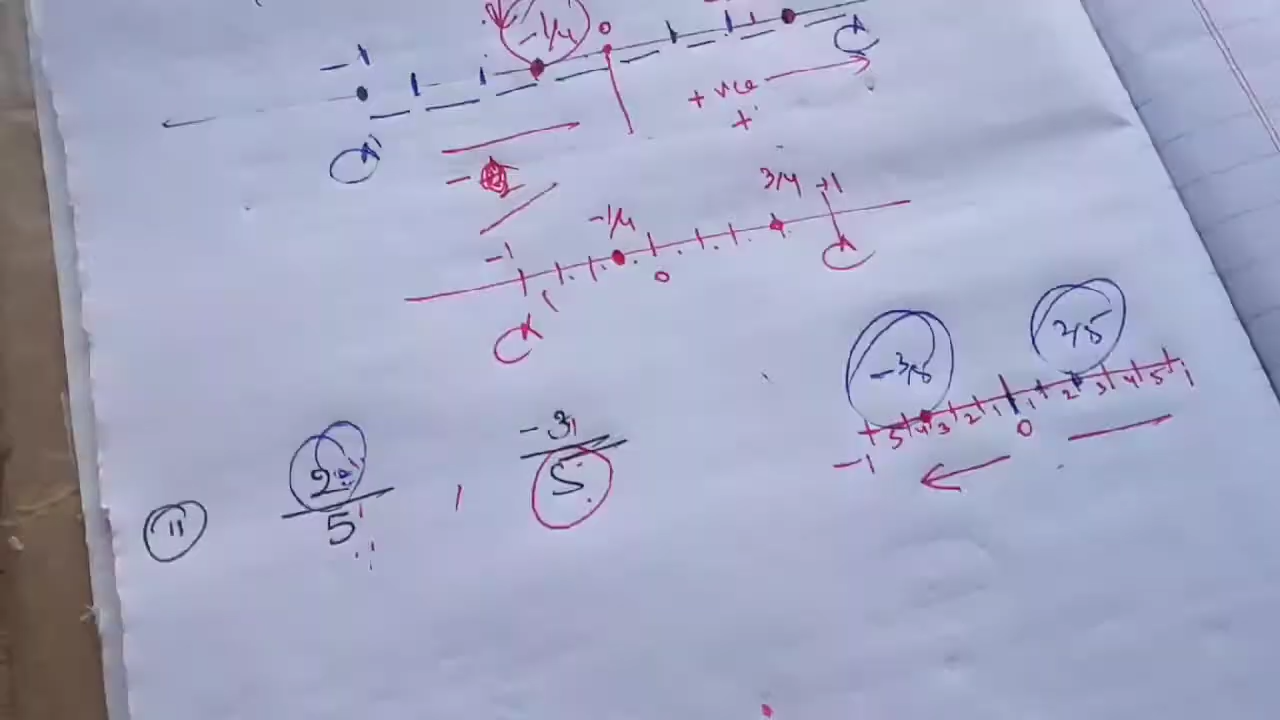 -1/4 0
-1
+ve
+
3/4 +1
-1/4
-1
0
-3/5 2/5
-1 5 4 3 2 1 0 1 2 3 4 5 1
(ii) 2/5 , -3/5